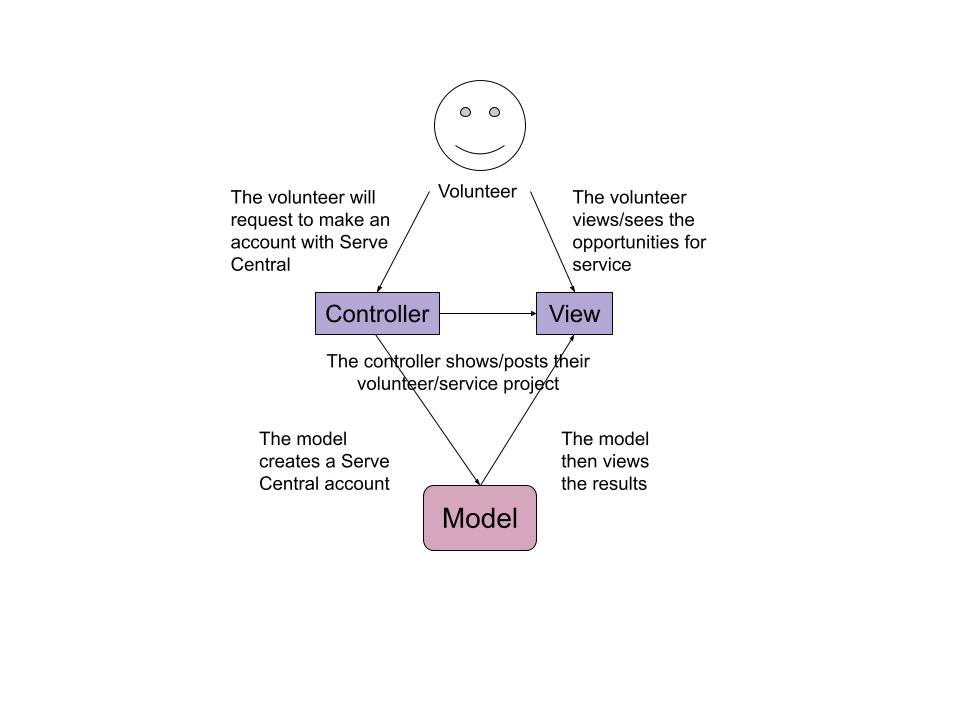 Volunteer
The volunteer will
request to make an
account with Serve
Central
The volunteer
views/sees the
opportunities for
service
Controller
View
The controller shows/posts their
volunteer/service project
The model
creates a Serve
Central account
The model
then views
the results
Model